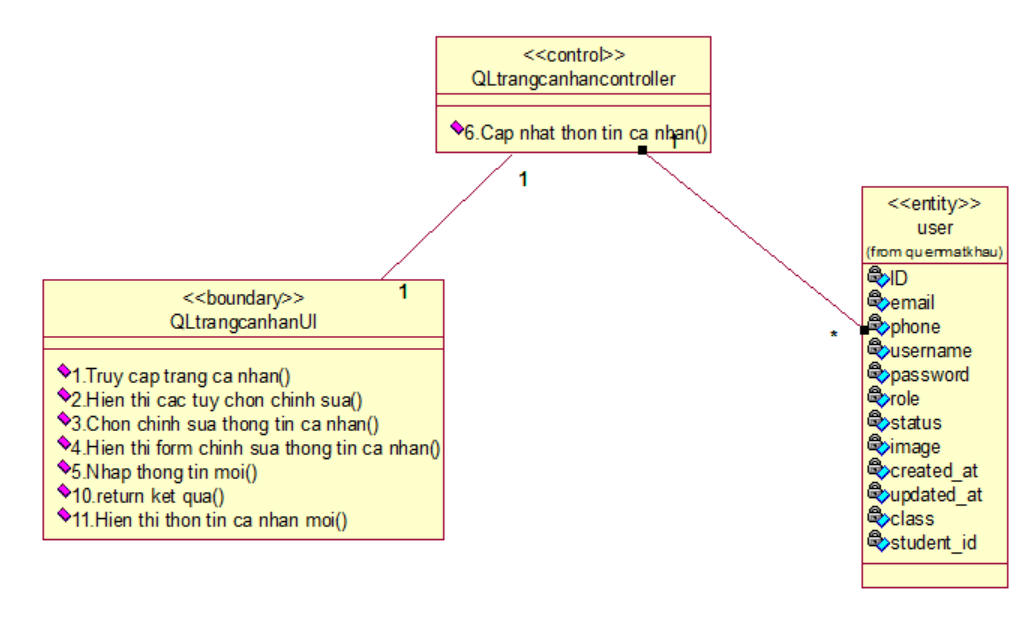 <<control>>
QLtrangcanhancontroller
6.Cap nhat thon tin ca nhan()
1
1
1
*
<<boundary>>
QLtrangcanhanUI
1.Truy cap trang ca nhan()
2.Hien thi cac tuy chon chinh sua()
3.Chon chinh sua thong tin ca nhan()
4.Hien thi form chinh sua thong tin ca nhan()
5.Nhap thong tin moi()
10.return ket qua()
11.Hien thi thon tin ca nhan moi()
<<entity>>
user
(from quenmatkhau)
ID
email
phone
username
password
role
status
image
created_at
updated_at
class
student_id